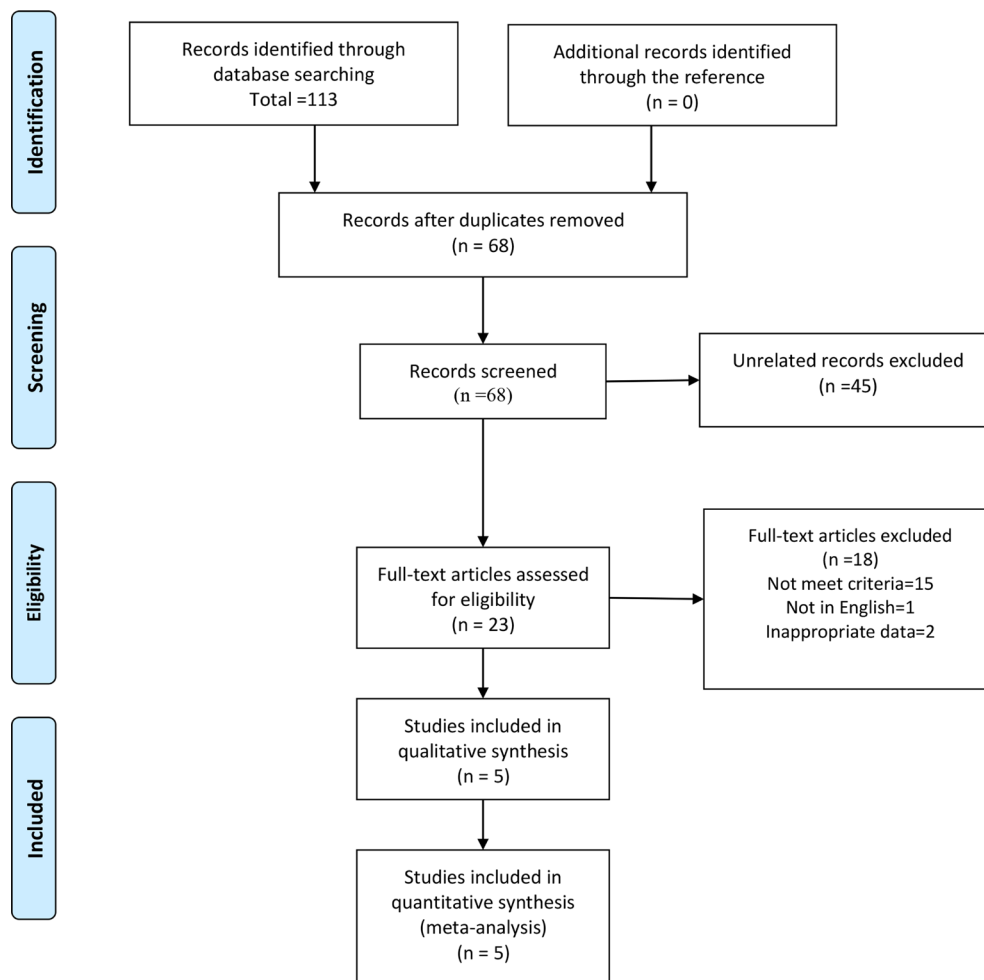 Identification
Records identified through
database searching
Total =113
Additional records identified
through the reference
(n = 0)
Records after duplicates removed
(n = 68)
Screening
Records screened
(n =68)
Unrelated records excluded
(n =45)
Eligibility
Full-text articles assessed
for eligibility
(n = 23)
Full-text articles excluded
(n =18)
Not meet criteria=15
Not in English=1
Inappropriate data=2
Included
Studies included in
qualitative synthesis
(n = 5)
Studies included in
quantitative synthesis
(meta-analysis)
(n = 5)